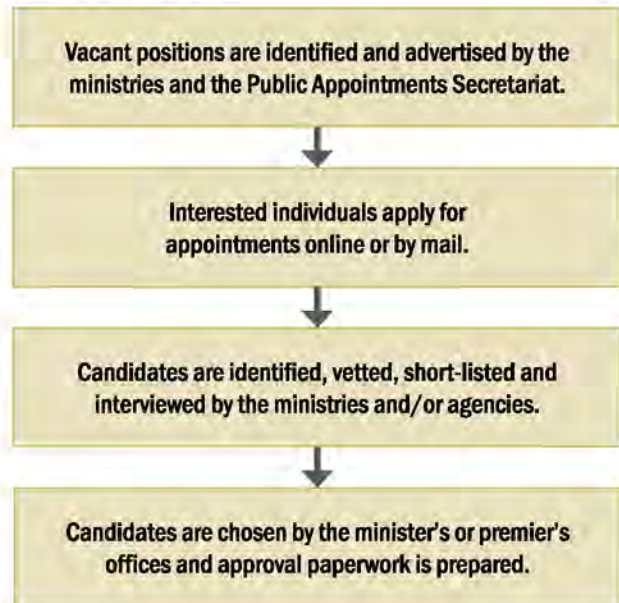 Vacant positions are identified and advertised by the
ministries and the Public Appointments Secretariat.
Interested individuals apply for
appointments online or by mail.
Candidates are identified, vetted, short-listed and
interviewed by the ministries and/or agencies.
Candidates are chosen by the minister's or premier's
offices and approval paperwork is prepared.